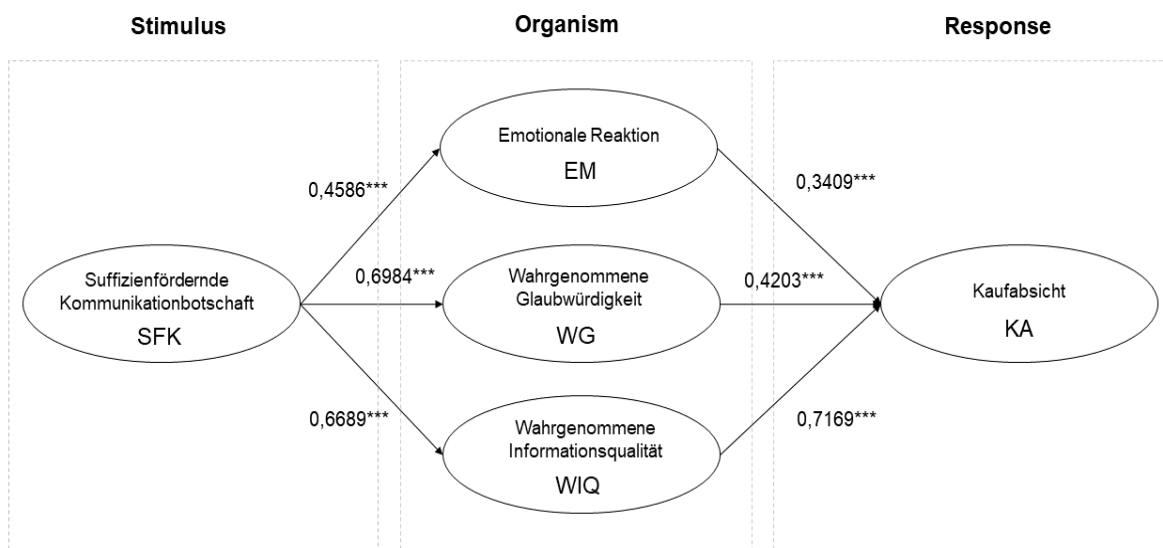 Stimulus
Organism
Response
Emotionale Reaktion
EM
0,4586***
0,3409***
Suffizienfördernde
Kommunikationbotschaft
SFK
0,6984***
Wahrgenommene
Glaubwürdigkeit
WG
0,4203***
Kaufabsicht
KA
0,6689***
Wahrgenommene
Informationsqualität
WIQ
0,7169***